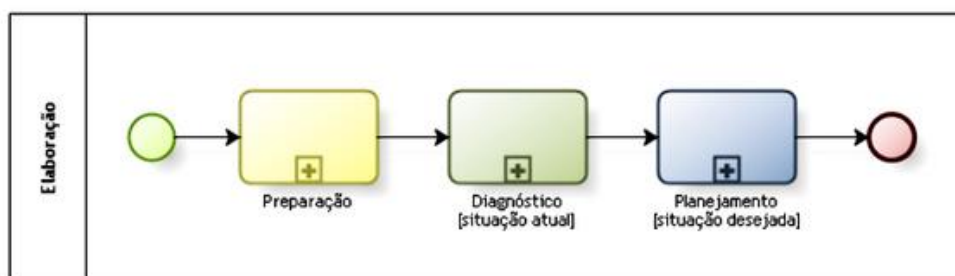 Elaboração
Preparação
Diagnóstico
[situação atual]
Planejamento
[situação desejada]